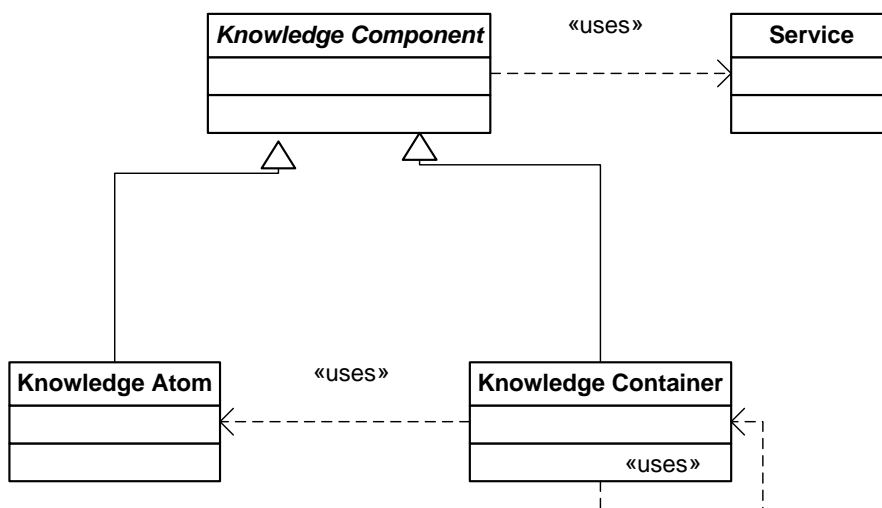 Knowledge Component
«uses»
Service
Knowledge Atom
«uses»
Knowledge Container
«uses»